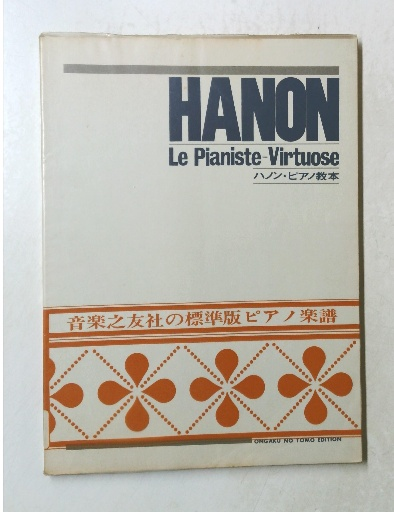 HANON
Le Pianiste-Virtuose
ハノン・ピアノ教本
音楽之友社の標準版ピアノ楽譜
ONGAKU NO TOMO EDITION